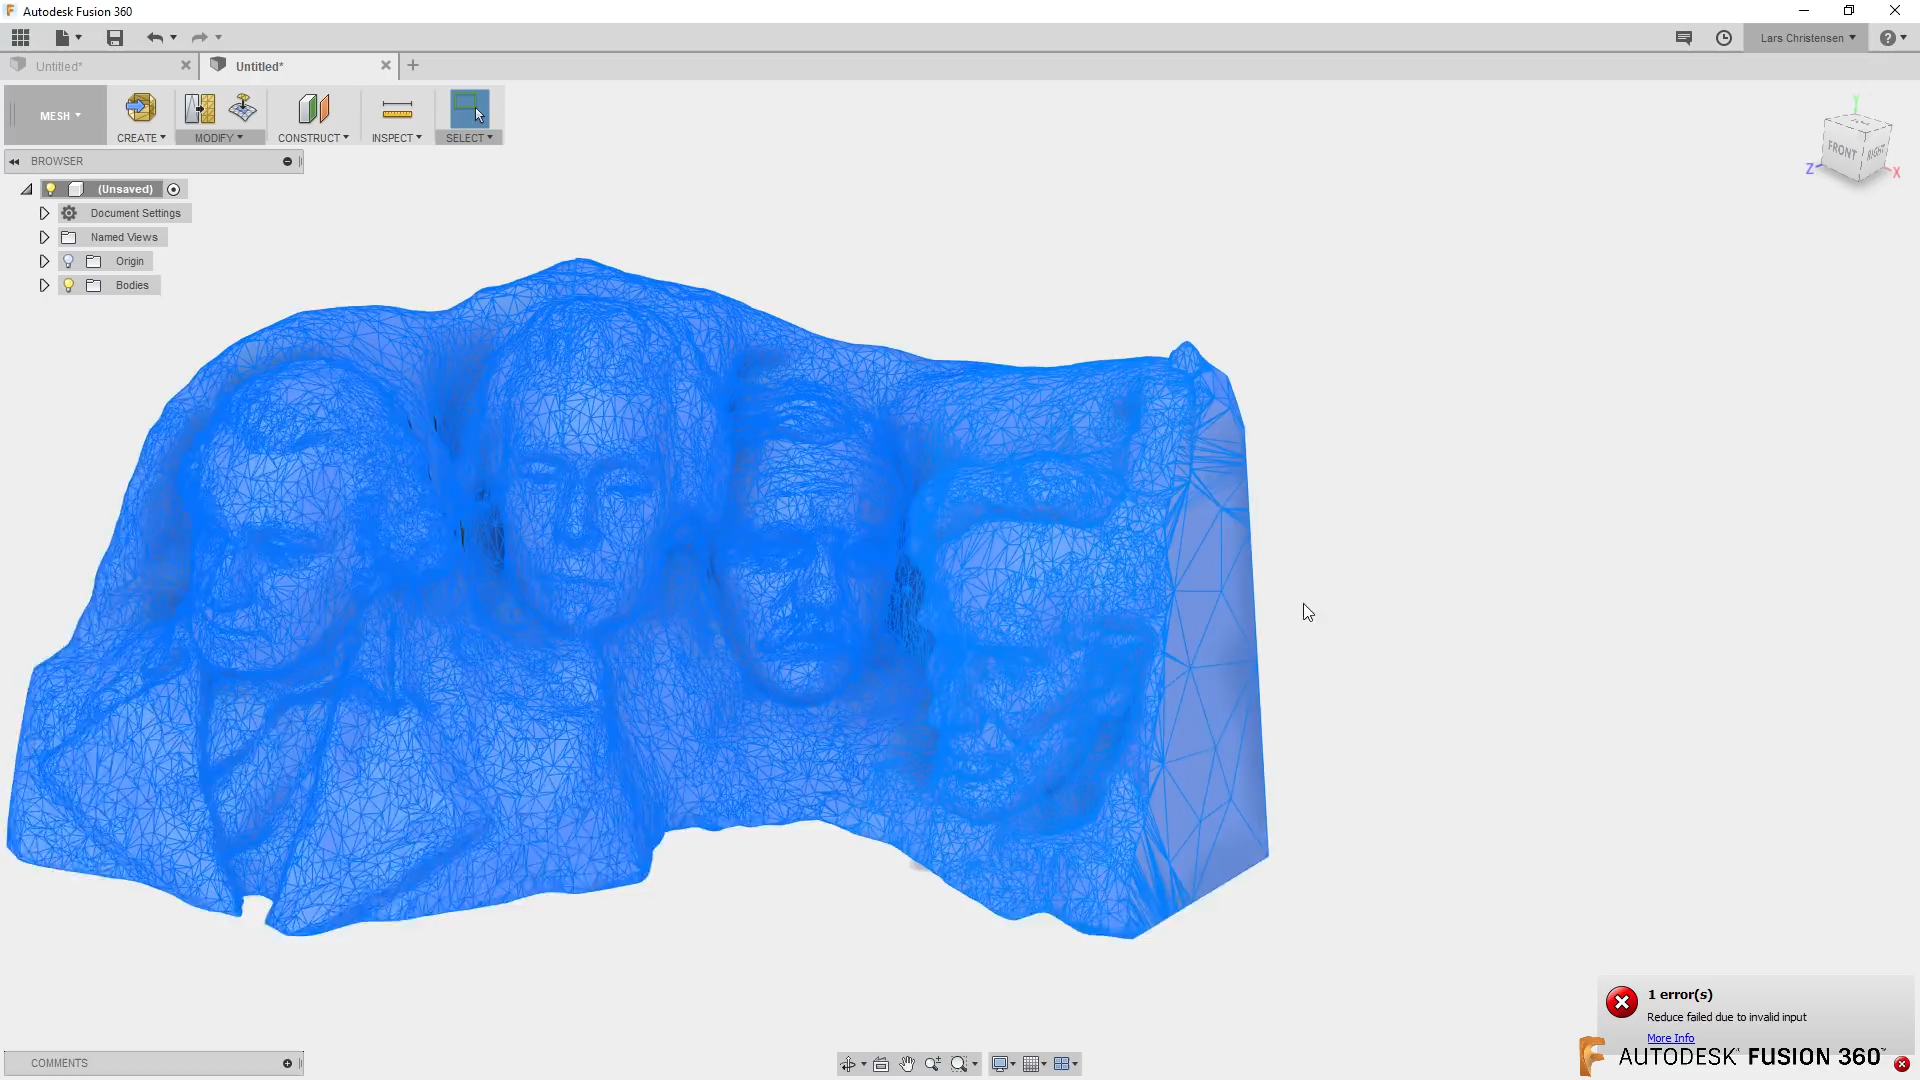 Autodesk Fusion 360
Lars Christensen
Untitled*
Untitled*
MESH
CREATE
MODIFY
CONSTRUCT
INSPECT
SELECT
BROWSER
(Unsaved)
Document Settings
Named Views
Origin
Bodies
Y
FRONT
RIGHT
Z
X
1 error(s)
Reduce failed due to invalid input
More Info
AUTODESK FUSION 360
COMMENTS